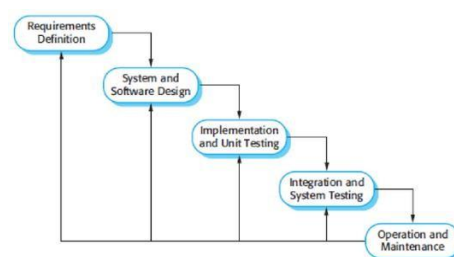 Requirements
Definition
System and
Software Design
Implementation
and Unit Testing
Integration and
System Testing
Operation and
Maintenance